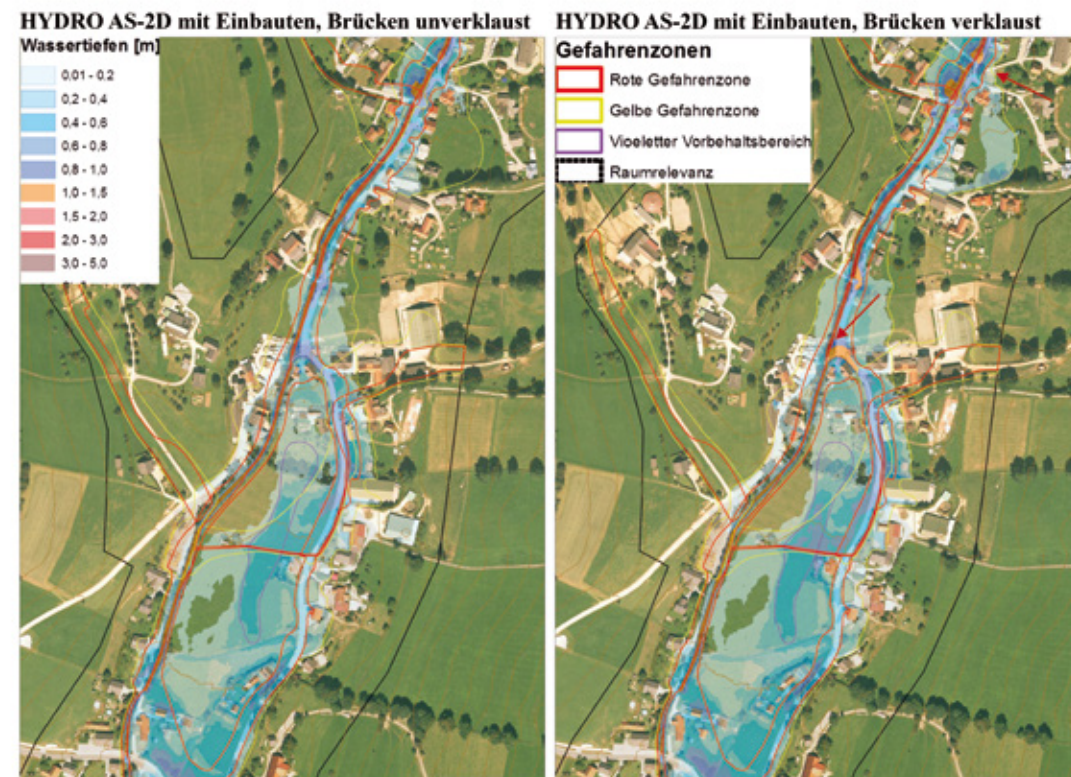 HYDRO AS-2D mit Einbauten, Brücken unverklaust
Wassertiefen [m]
0,01 - 0,2
0,2 - 0,4
0,4 - 0,6
0,6 - 0,8
0,8 - 1,0
1,0 - 1,5
1,5 - 2,0
2,0 - 3,0
3,0 - 5,0
HYDRO AS-2D mit Einbauten, Brücken verklaust
Gefahrenzonen
Rote Gefahrenzone
Gelbe Gefahrenzone
Vioeletter Vorbehaltsbereich
Raumrelevanz